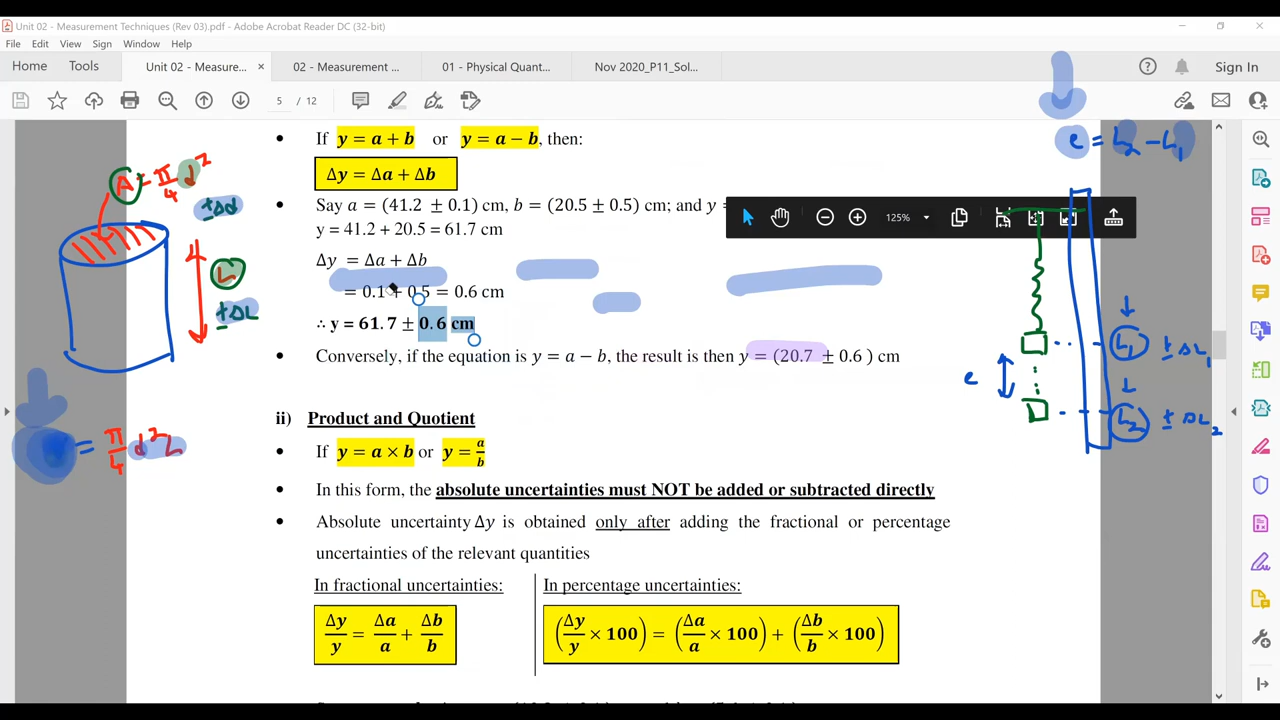 Unit 02 - Measurement Techniques (Rev 03).pdf - Adobe Acrobat Reader DC (32-bit)
File Edit View Sign Window Help
Home Tools Unit 02 - Measure... × 02 - Measurement ... 01 - Physical Quant... Nov 2020_P11_Sol... Sign In
5 / 12
• If y = a + b or y = a − b, then:
Δy = Δa + Δb
• Say a = (41.2 ± 0.1) cm, b = (20.5 ± 0.5) cm; and y =
125%
y = 41.2 + 20.5 = 61.7 cm
Δy = Δa + Δb
= 0.1 + 0.5 = 0.6 cm
∴ y = 61.7 ± 0.6 cm
• Conversely, if the equation is y = a − b, the result is then y = (20.7 ± 0.6 ) cm
ii) Product and Quotient
• If y = a × b or y = a/b
• In this form, the absolute uncertainties must NOT be added or subtracted directly
• Absolute uncertainty Δy is obtained only after adding the fractional or percentage
uncertainties of the relevant quantities
In fractional uncertainties:
Δy/y = Δa/a + Δb/b
In percentage uncertainties:
(Δy/y × 100) = (Δa/a × 100) + (Δb/b × 100)
A = π/4 d²
± Δd
L
± ΔL
= π/4 d² L
e = L₂ − L₁
L₁ ± ΔL₁
e
L₂ ± ΔL₂